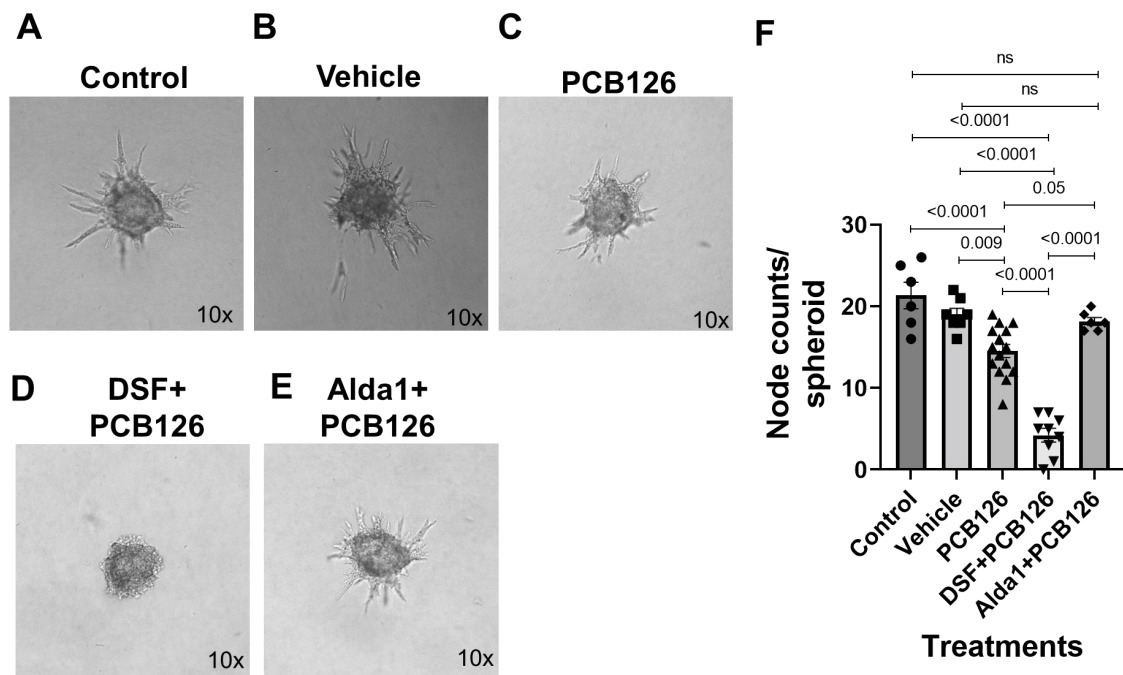 A
Control
10x
B
Vehicle
10x
C
PCB126
10x
D
DSF+
PCB126
10x
E
Alda1+
PCB126
10x
F
ns
ns
<0.0001
<0.0001
0.05
<0.0001
0.009
<0.0001
<0.0001
Node counts/
spheroid
30
20
10
0
Control
Vehicle
PCB126
DSF+PCB126
Alda1+PCB126
Treatments